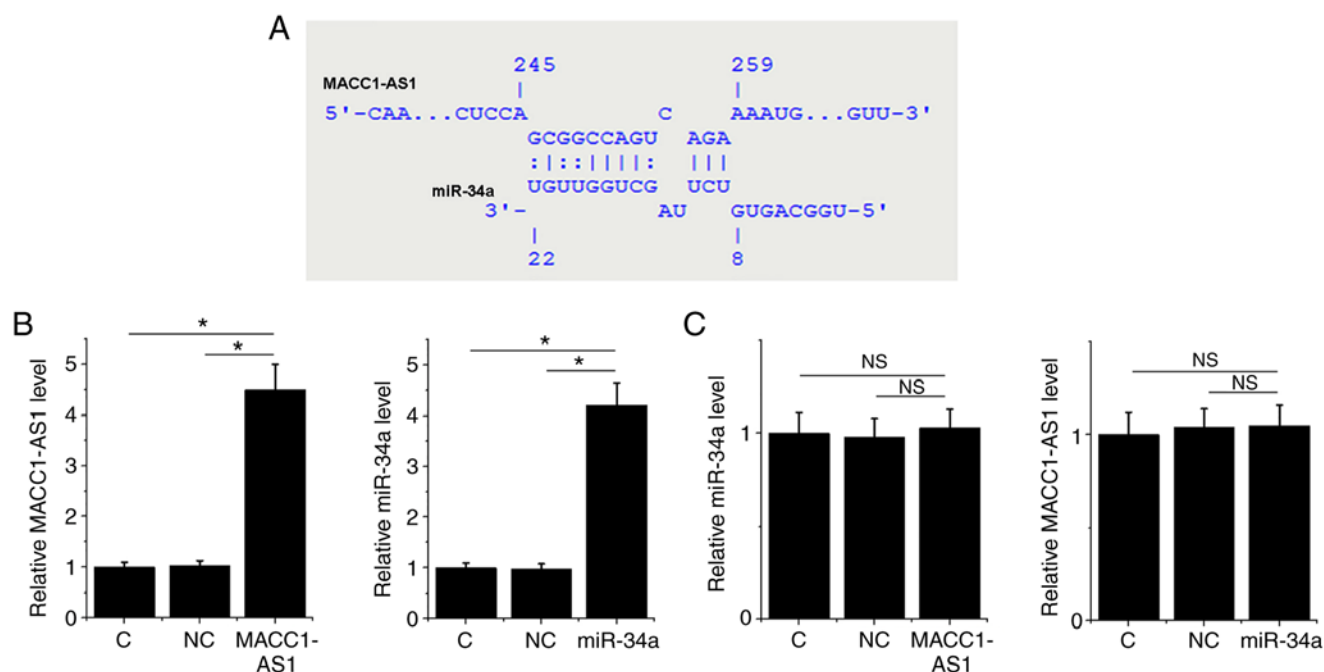 A
245 259
MACC1-AS1
| |
5'-CAA...CUCCA C AAAUG...GUU-3'
GCGGCCAGU AGA
:|::||||: |||
UGUUGGUCG UCU
miR-34a
3'- AU GUGACGGU-5'
| |
22 8
B
Relative MACC1-AS1 level
5
4
3
2
1
0
*
*
C NC MACC1-
AS1
Relative miR-34a level
5
4
3
2
1
0
*
*
C NC miR-34a
C
Relative miR-34a level
1
0
NS
NS
C NC MACC1-
AS1
Relative MACC1-AS1 level
1
0
NS
NS
C NC miR-34a